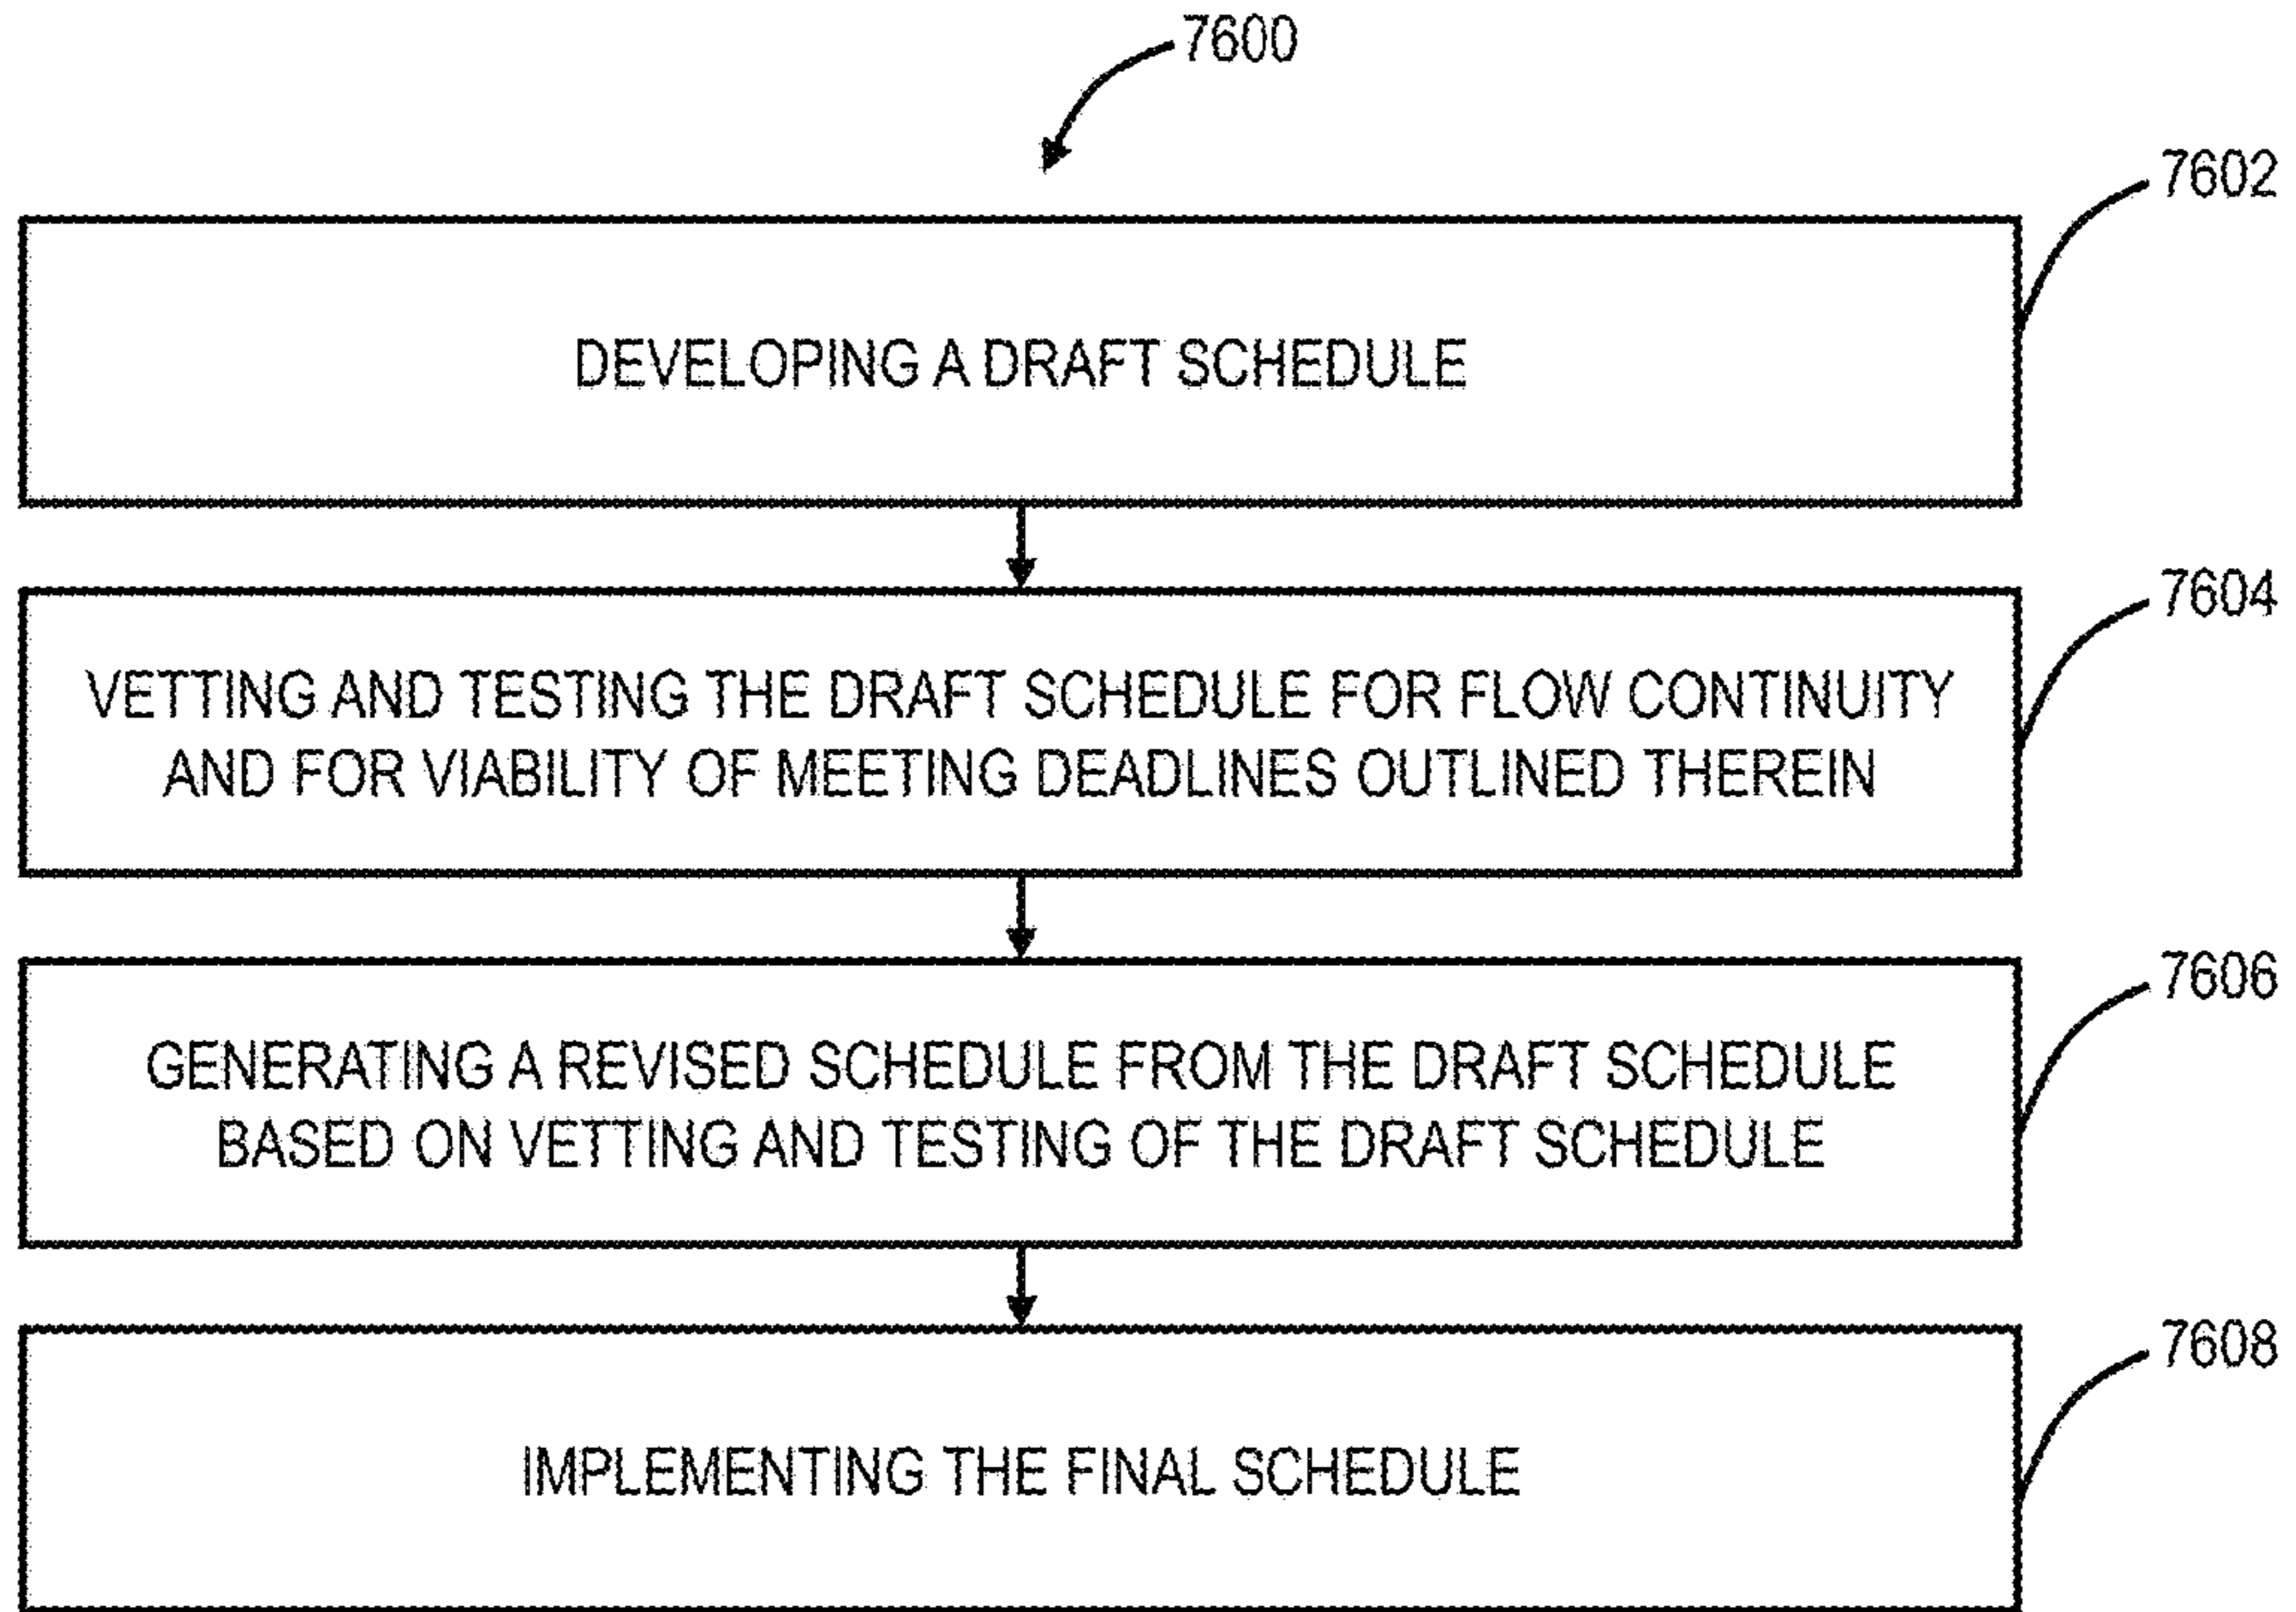 7600
7602
DEVELOPING A DRAFT SCHEDULE
7604
VETTING AND TESTING THE DRAFT SCHEDULE FOR FLOW CONTINUITY
AND FOR VIABILITY OF MEETING DEADLINES OUTLINED THEREIN
7606
GENERATING A REVISED SCHEDULE FROM THE DRAFT SCHEDULE
BASED ON VETTING AND TESTING OF THE DRAFT SCHEDULE
7608
IMPLEMENTING THE FINAL SCHEDULE